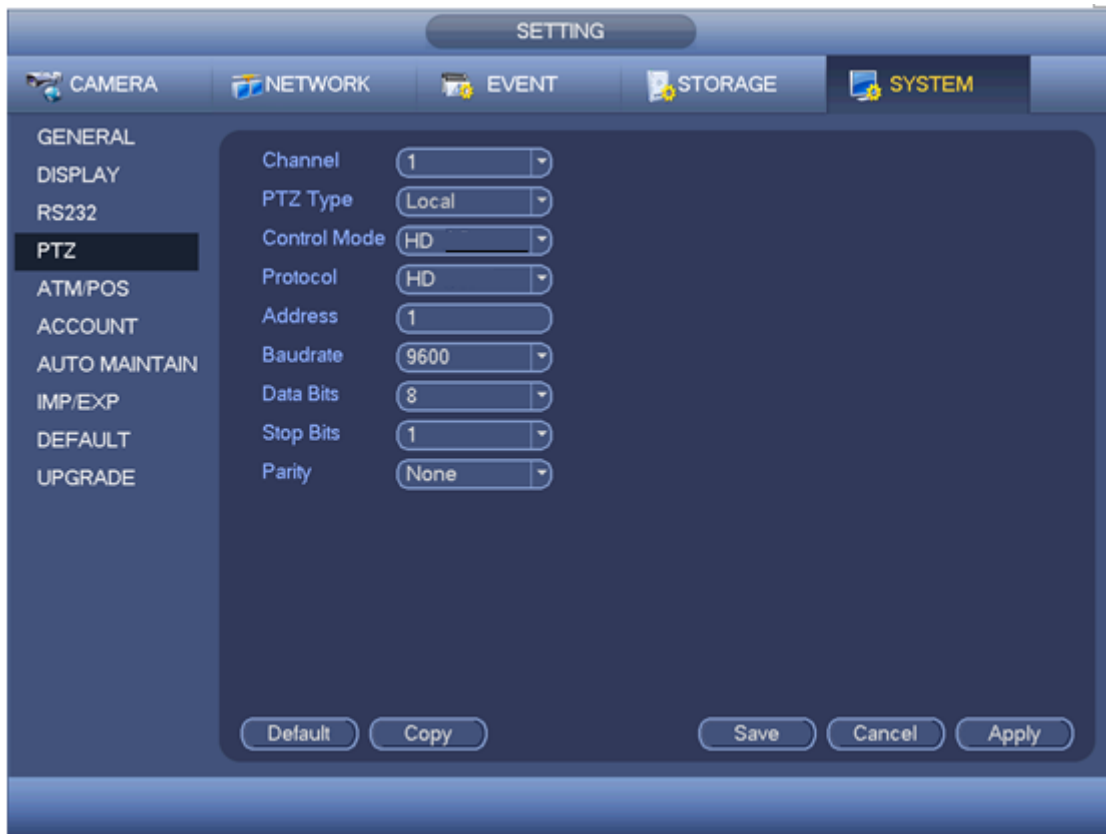 SETTING
CAMERA NETWORK EVENT STORAGE SYSTEM
GENERAL
DISPLAY
RS232
PTZ
ATM/POS
ACCOUNT
AUTO MAINTAIN
IMP/EXP
DEFAULT
UPGRADE
Channel 1
PTZ Type Local
Control Mode HD
Protocol HD
Address 1
Baudrate 9600
Data Bits 8
Stop Bits 1
Parity None
Default Copy Save Cancel Apply